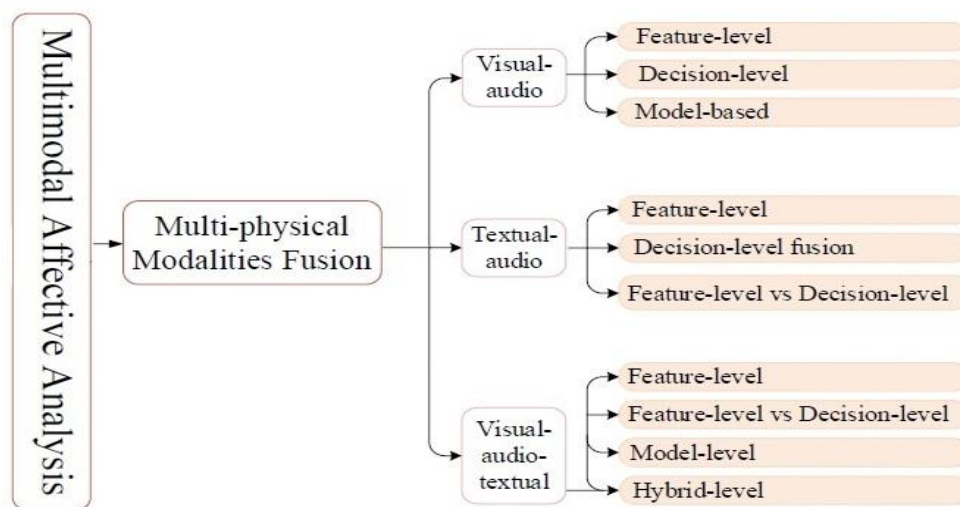 Multimodal Affective Analysis
Multi-physical
Modalities Fusion
Visual-
audio
Feature-level
Decision-level
Model-based
Textual-
audio
Feature-level
Decision-level fusion
Feature-level vs Decision-level
Visual-
audio-
textual
Feature-level
Feature-level vs Decision-level
Model-level
Hybrid-level